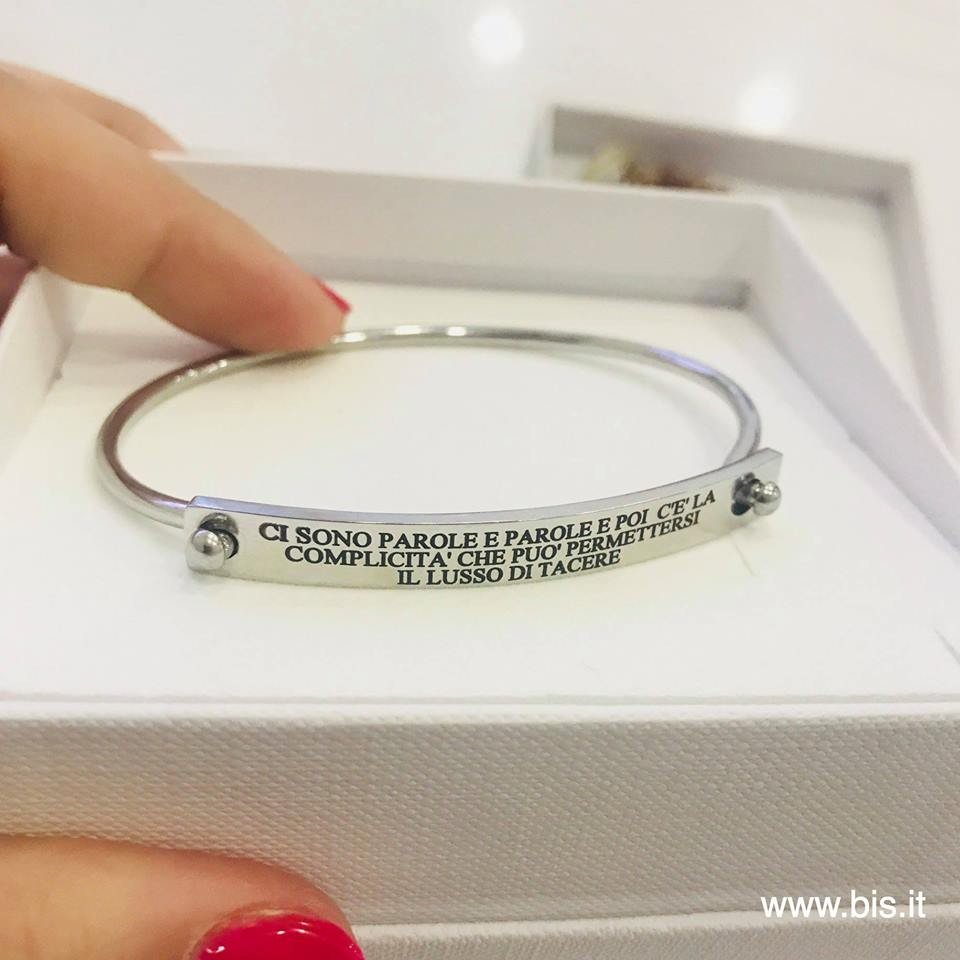 CI SONO PAROLE E PAROLE E POI C'E' LA
COMPLICITA' CHE PUO' PERMETTERSI
IL LUSSO DI TACERE
www.bis.it